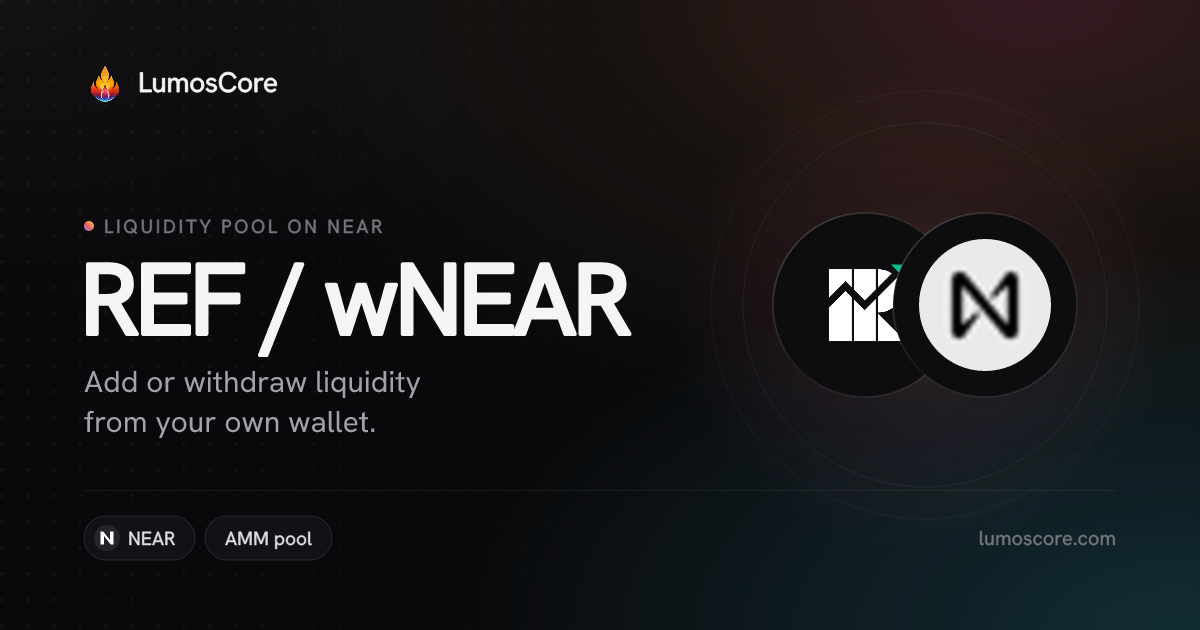 LumosCore
LIQUIDITY POOL ON NEAR
REF / wNEAR
Add or withdraw liquidity
from your own wallet.
NEAR
AMM pool
lumoscore.com